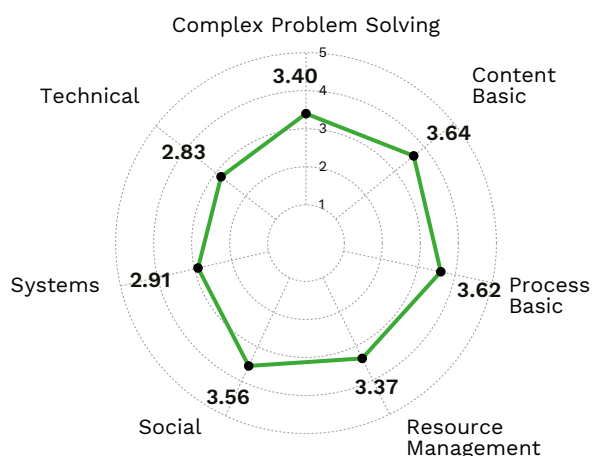 Complex Problem Solving
5
3.40
4
3
2
1
Content
Basic
3.64
Technical
2.83
Systems
2.91
Process
Basic
3.62
Social
3.56
Resource
Management
3.37